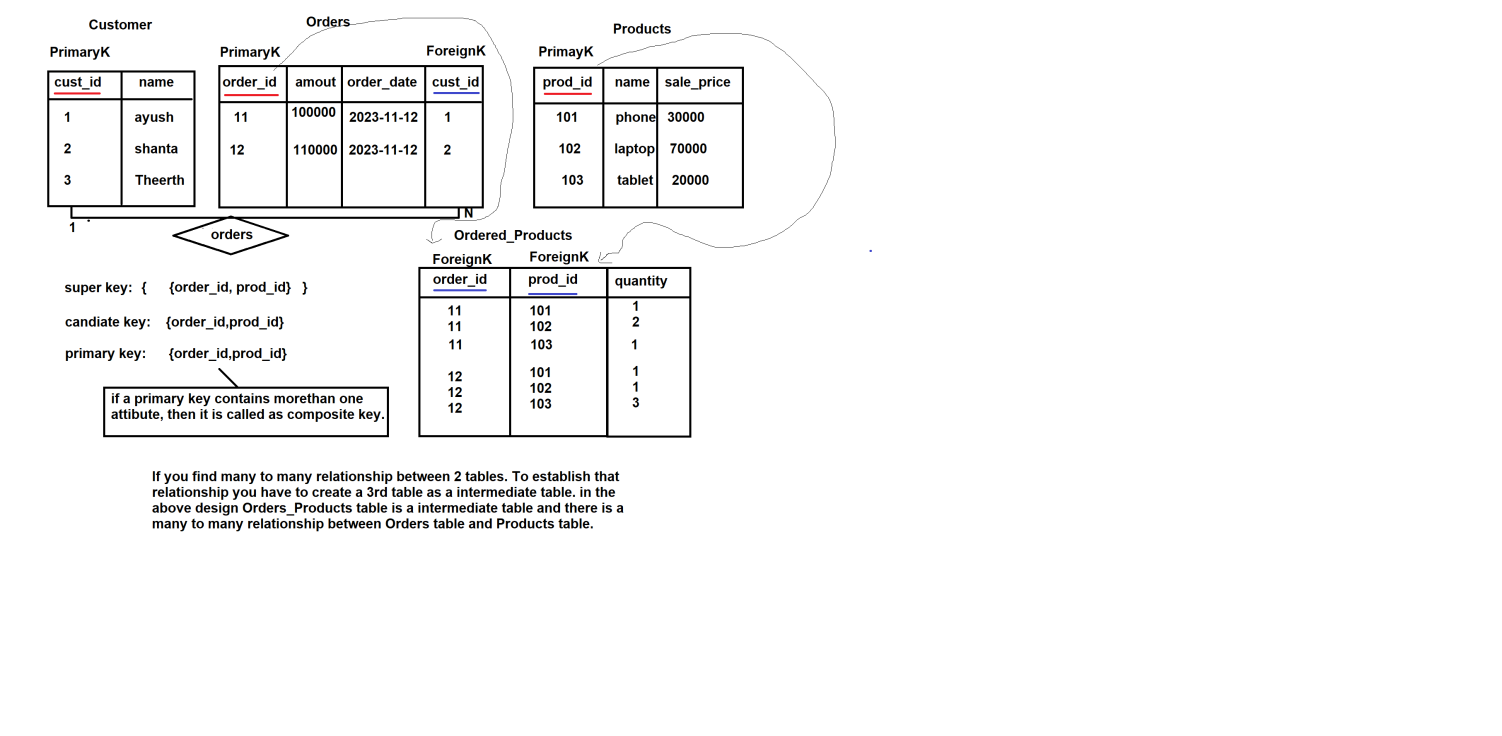 Customer
Orders
Products
PrimaryK
PrimaryK
ForeignK
PrimayK
cust_id name
order_id amout order_date cust_id
prod_id name sale_price
1 ayush
11 100000 2023-11-12 1
101 phone 30000
2 shanta
12 110000 2023-11-12 2
102 laptop 70000
3 Theerth
103 tablet 20000
1
N
orders
Ordered_Products
ForeignK ForeignK
order_id prod_id quantity
11 101 1
11 102 2
11 103 1
12 101 1
12 102 1
12 103 3
super key: { {order_id, prod_id} }
candiate key: {order_id,prod_id}
primary key: {order_id,prod_id}
if a primary key contains morethan one
attibute, then it is called as composite key.
If you find many to many relationship between 2 tables. To establish that
relationship you have to create a 3rd table as a intermediate table. in the
above design Orders_Products table is a intermediate table and there is a
many to many relationship between Orders table and Products table.